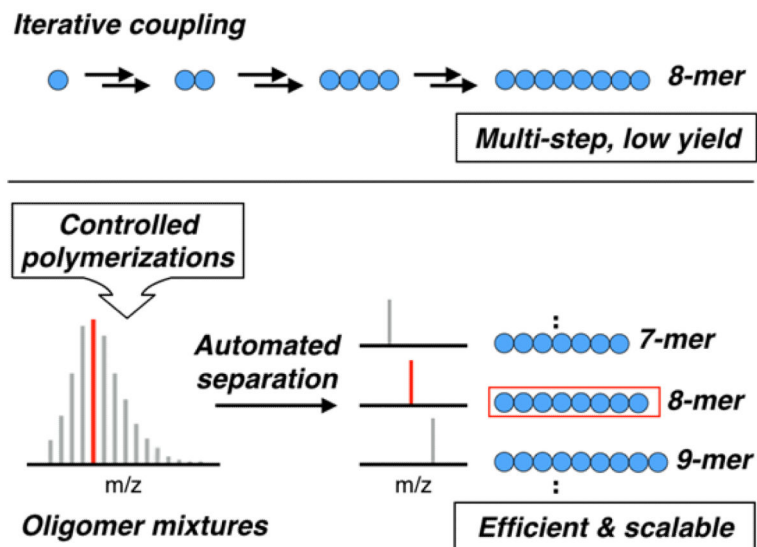 Iterative coupling
8-mer
Multi-step, low yield
Controlled
polymerizations
Automated
separation
7-mer
8-mer
9-mer
m/z
m/z
Oligomer mixtures
Efficient & scalable